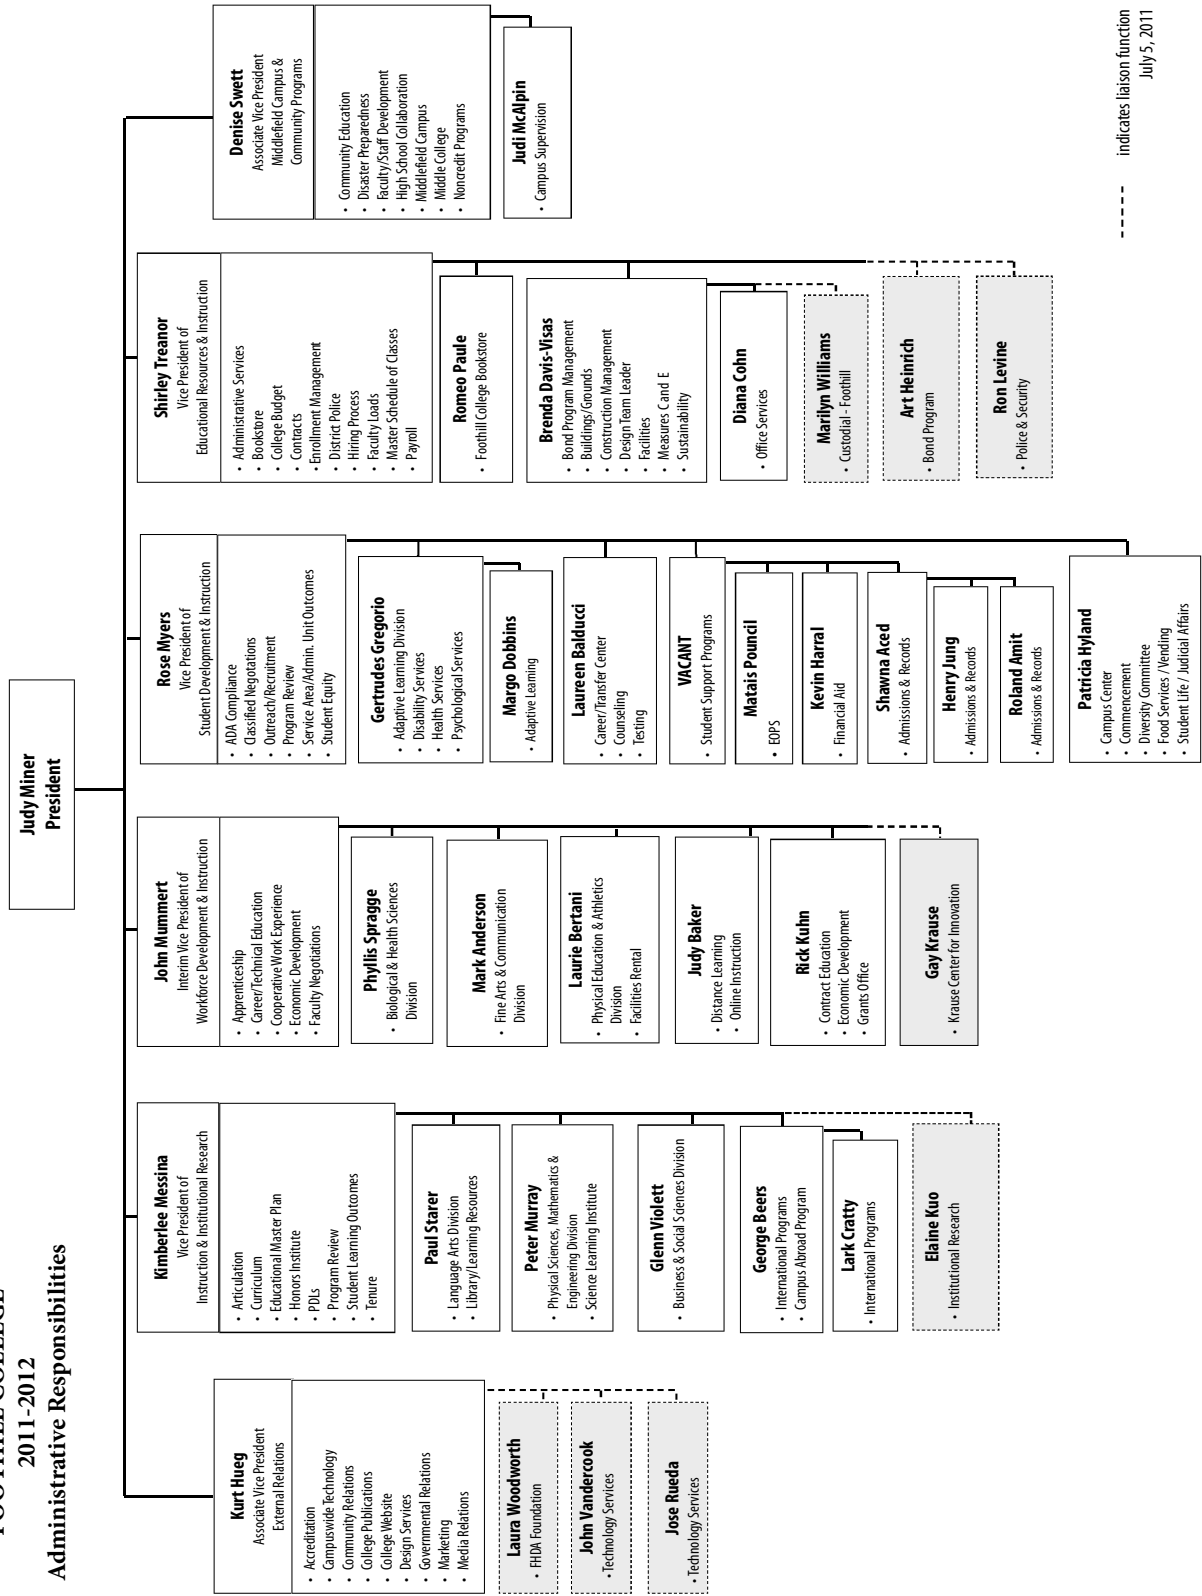 FOOTHILL COLLEGE
2011-2012
Administrative Responsibilities
Judy Miner
President
Kurt Hueg
Associate Vice President
External Relations
• Accreditation
• Campuswide Technology
• Community Relations
• College Publications
• College Website
• Design Services
• Governmental Relations
• Marketing
• Media Relations
Laura Woodworth
• FHDA Foundation
John Vandercook
• Technology Services
Jose Rueda
• Technology Services
Kimberlee Messina
Vice President of
Instruction & Institutional Research
• Articulation
• Curriculum
• Educational Master Plan
• Honors Institute
• PDLs
• Program Review
• Student Learning Outcomes
• Tenure
Paul Starer
• Language Arts Division
• Library/Learning Resources
Peter Murray
• Physical Sciences, Mathematics &
Engineering Division
• Science Learning Institute
Glenn Violett
• Business & Social Sciences Division
George Beers
• International Programs
• Campus Abroad Program
Lark Cratty
• International Programs
Elaine Kuo
• Institutional Research
John Mummert
Interim Vice President of
Workforce Development & Instruction
• Apprenticeship
• Career/Technical Education
• Cooperative Work Experience
• Economic Development
• Faculty Negotiations
Phyllis Spragge
• Biological & Health Sciences
Division
Mark Anderson
• Fine Arts & Communication
Division
Laurie Bertani
• Physical Education & Athletics
Division
• Facilities Rental
Judy Baker
• Distance Learning
• Online Instruction
Rick Kuhn
• Contract Education
• Economic Development
• Grants Office
Gay Krause
• Krause Center for Innovation
Rose Myers
Vice President of
Student Development & Instruction
• ADA Compliance
• Classified Negotations
• Outreach/Recruitment
• Program Review
• Service Area/Admin. Unit Outcomes
• Student Equity
Gertrudes Gregorio
• Adaptive Learning Division
• Disability Services
• Health Services
• Psychological Services
Margo Dobbins
• Adaptive Learning
Laureen Balducci
• Career/Transfer Center
• Counseling
• Testing
VACANT
• Student Support Programs
Matais Pouncil
• EOPS
Kevin Harral
• Financial Aid
Shawna Aced
• Admissions & Records
Henry Jung
• Admissions & Records
Roland Amit
• Admissions & Records
Patricia Hyland
• Campus Center
• Commencement
• Diversity Committee
• Food Services / Vending
• Student Life / Judicial Affairs
Shirley Treanor
Vice President of
Educational Resources & Instruction
• Administrative Services
• Bookstore
• College Budget
• Contracts
• Enrollment Management
• District Police
• Hiring Process
• Faculty Loads
• Master Schedule of Classes
• Payroll
Romeo Paule
• Foothill College Bookstore
Brenda Davis-Visas
• Bond Program Management
• Buildings/Grounds
• Construction Management
• Design Team Leader
• Facilities
• Measures C and E
• Sustainability
Diana Cohn
• Office Services
Marilyn Williams
• Custodial - Foothill
Art Heinrich
• Bond Program
Ron Levine
• Police & Security
Denise Swett
Associate Vice President
Middlefield Campus &
Community Programs
• Community Education
• Disaster Preparedness
• Faculty/Staff Development
• High School Collaboration
• Middlefield Campus
• Middle College
• Noncredit Programs
Judi McAlpin
• Campus Supervision
indicates liaison function
July 5, 2011